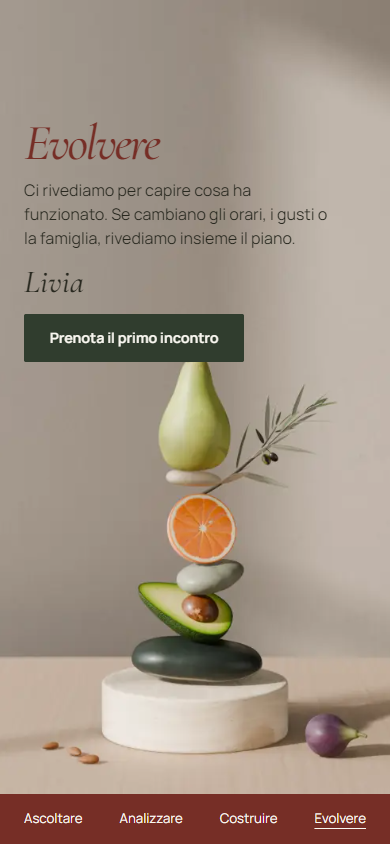 Evolvere
Ci rivediamo per capire cosa ha
funzionato. Se cambiano gli orari, i gusti o
la famiglia, rivediamo insieme il piano.
Livia
Prenota il primo incontro
Ascoltare Analizzare Costruire Evolvere